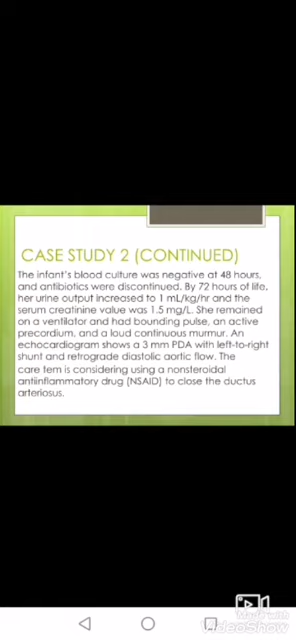 CASE STUDY 2 (CONTINUED)
The infant's blood culture was negative at 48 hours,
and antibiotics were discontinued. By 72 hours of life,
her urine output increased to 1 mL/kg/hr and the
serum creatinine value was 1.5 mg/L. She remained
on a ventilator and had bounding pulse, an active
precordium, and a loud continuous murmur. An
echocardiogram shows a 3 mm PDA with left-to-right
shunt and retrograde diastolic aortic flow. The
care tem is considering using a nonsteroidal
antiinflammatory drug (NSAID) to close the ductus
arteriosus.
Made with
VideoShow